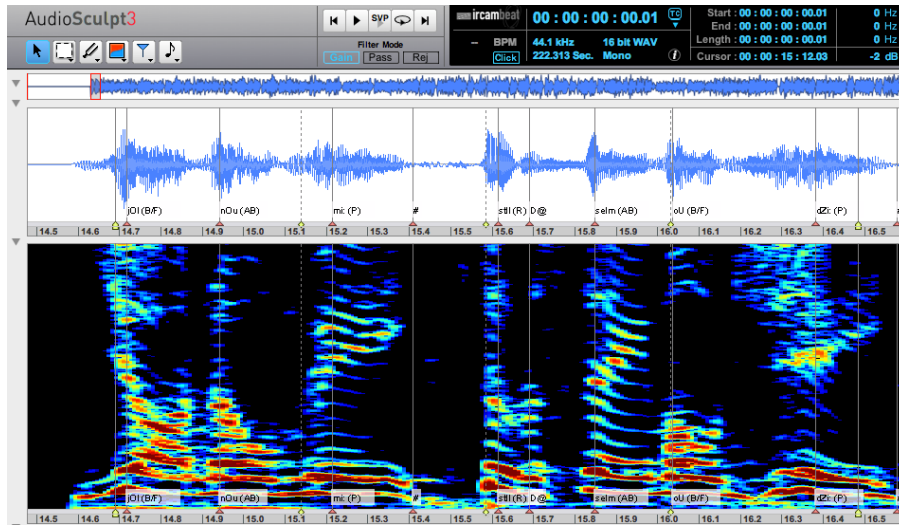 AudioSculpt3
SVP
Filter Mode
Gain Pass Rej
ircambeat
-- BPM
Click
00 : 00 : 00 : 00.01 TC
44.1 kHz 16 bit WAV
222.313 Sec. Mono i
Start : 00 : 00 : 00 : 00.01 0 Hz
End : 00 : 00 : 00.01 0 Hz
Length : 00 : 00 : 00.01 0 Hz
Cursor : 00 : 00 : 15 : 12.03 -2 dB
jOI (B/F) nOu (AB) mi: (P) # stIl (R) D@ seIm (AB) oU (B/F) dZi: (P)
14.5 14.6 14.7 14.9 15.0 15.1 15.2 15.3 15.4 15.5 15.6 15.7 15.8 15.9 16.0 16.1 16.2 16.3 16.4 16.5
jOI (B/F) nOu (AB) mi: (P) # stIl (R) D@ seIm (AB) oU (B/F) dZi: (P)
14.5 14.6 14.7 14.9 15.0 15.1 15.2 15.3 15.4 15.5 15.6 15.7 15.8 15.9 16.0 16.1 16.2 16.3 16.4 16.5